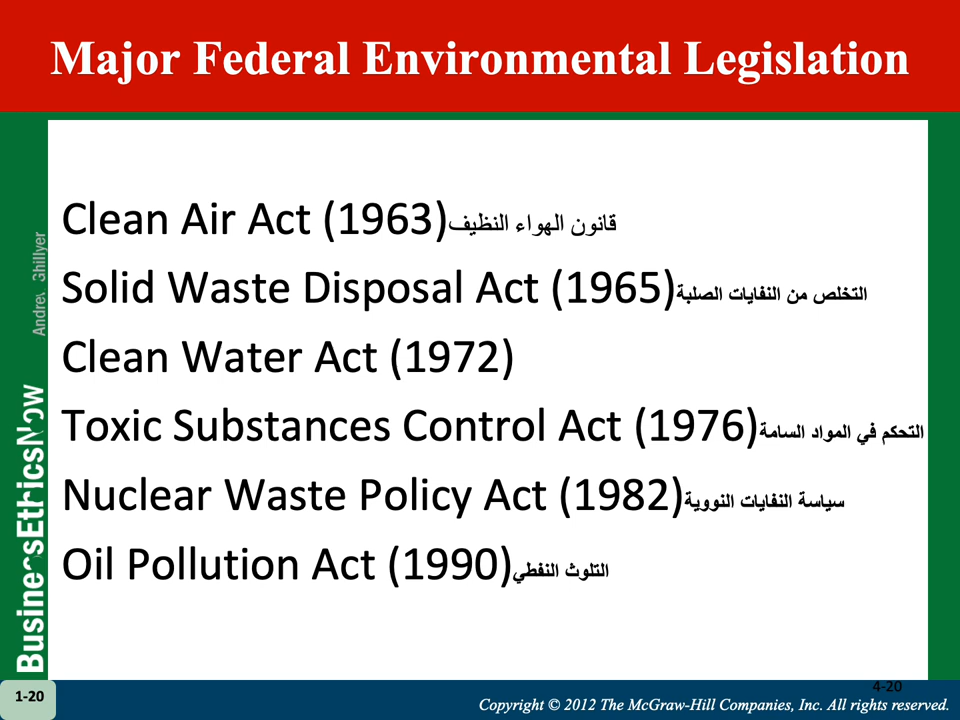 Major Federal Environmental Legislation
Clean Air Act (1963)قانون الهواء النظيف
Solid Waste Disposal Act (1965)التخلص من النفايات الصلبة
Clean Water Act (1972)
Toxic Substances Control Act (1976)التحكم في المواد السامة
Nuclear Waste Policy Act (1982)سياسة النفايات النووية
Oil Pollution Act (1990)التلوث النفطي
BusinessEthicsNow
Andrew Ghillyer
1-20
4-20
Copyright © 2012 The McGraw-Hill Companies, Inc. All rights reserved.